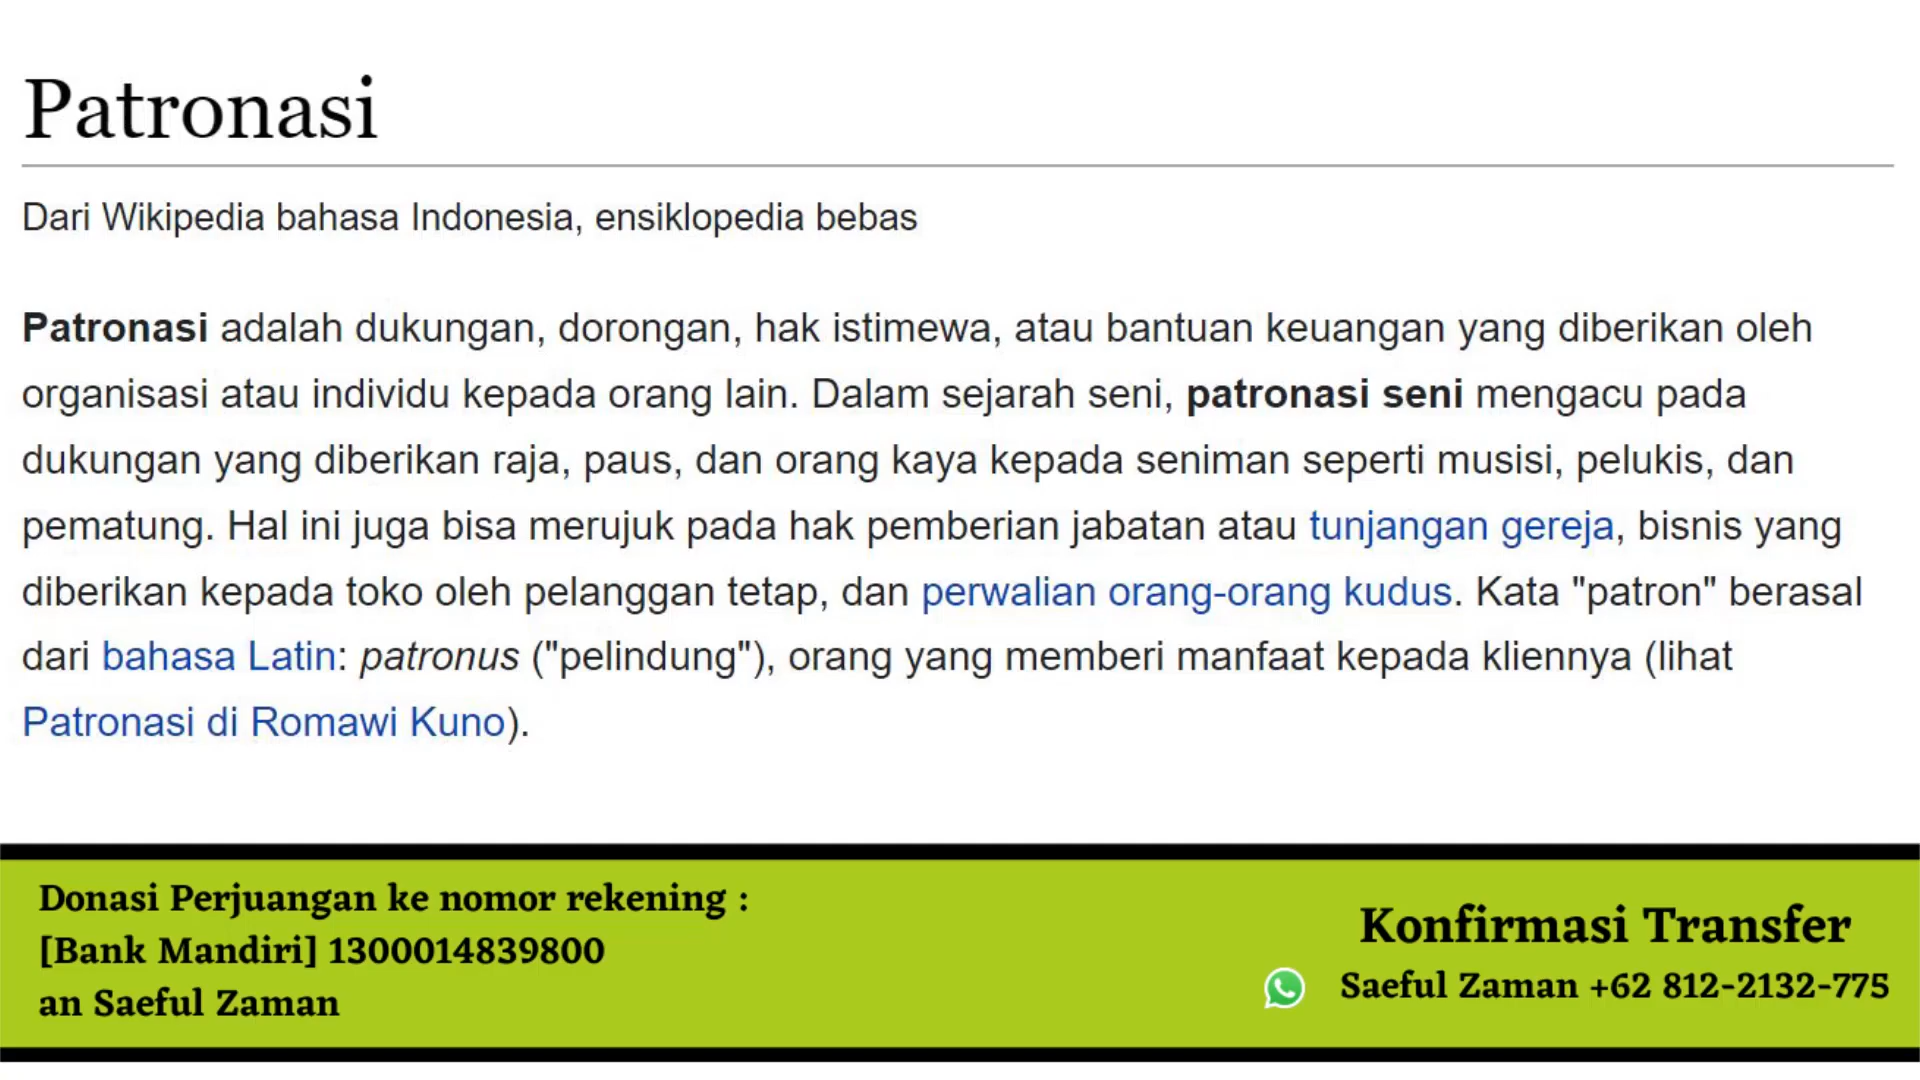 Patronasi
Dari Wikipedia bahasa Indonesia, ensiklopedia bebas
Patronasi adalah dukungan, dorongan, hak istimewa, atau bantuan keuangan yang diberikan oleh
organisasi atau individu kepada orang lain. Dalam sejarah seni, patronasi seni mengacu pada
dukungan yang diberikan raja, paus, dan orang kaya kepada seniman seperti musisi, pelukis, dan
pematung. Hal ini juga bisa merujuk pada hak pemberian jabatan atau tunjangan gereja, bisnis yang
diberikan kepada toko oleh pelanggan tetap, dan perwalian orang-orang kudus. Kata "patron" berasal
dari bahasa Latin: patronus ("pelindung"), orang yang memberi manfaat kepada kliennya (lihat
Patronasi di Romawi Kuno).
Donasi Perjuangan ke nomor rekening :
[Bank Mandiri] 1300014839800
an Saeful Zaman
Konfirmasi Transfer
Saeful Zaman +62 812-2132-775